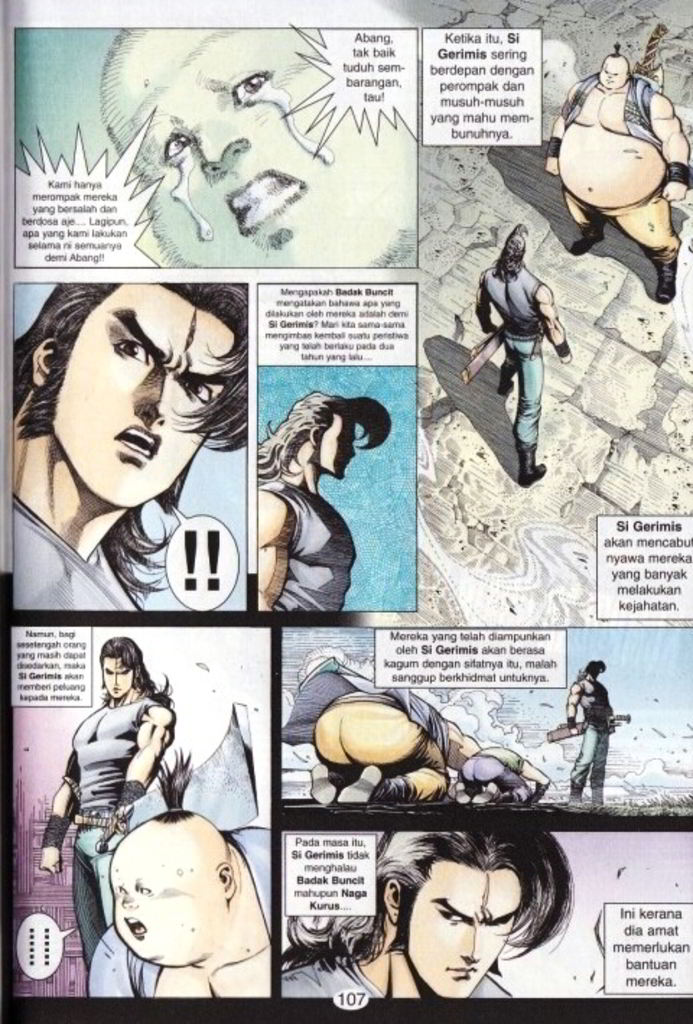 Abang,
tak baik
tuduh sem-
barangan,
tau!
Kami hanya
merompak mereka
yang bersalah dan
berdosa aje.... Lagipun,
apa yang kami lakukan
selama ni semuanya
demi Abang!!
Ketika itu, Si
Gerimis sering
berdepan dengan
perompak dan
musuh-musuh
yang mahu mem-
bunuhnya.
!!
Mengapakah Badak Buncit
mengatakan bahawa apa yang
dilakukan oleh mereka adalah demi
Si Gerimis? Mari kita sama-sama
mengimbas kembali suatu peristiwa
yang telah berlaku pada dua
tahun yang lalu....
Si Gerimis
akan mencabut
nyawa mereka
yang banyak
melakukan
kejahatan.
Namun, bagi
sesetengah orang
yang masih dapat
disedarkan, maka
Si Gerimis akan
memberi peluang
kepada mereka.
Mereka yang telah diampunkan
oleh Si Gerimis akan berasa
kagum dengan sifatnya itu, malah
sanggup berkhidmat untuknya.
Pada masa itu,
Si Gerimis tidak
menghalau
Badak Buncit
mahupun Naga
Kurus....
Ini kerana
dia amat
memerlukan
bantuan
mereka.
107